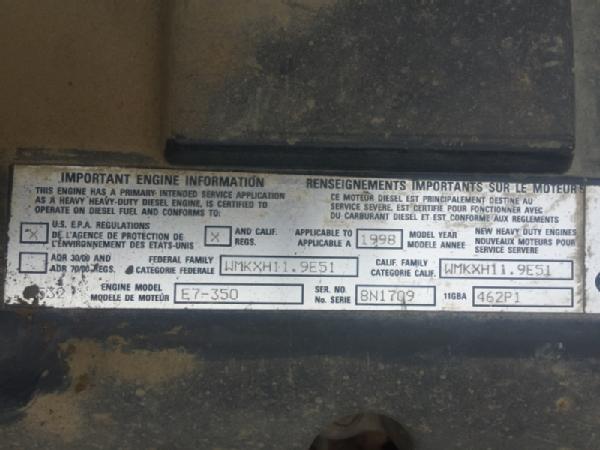 IMPORTANT ENGINE INFORMATION
THIS ENGINE HAS A PRIMARY INTENDED SERVICE APPLICATION
AS A HEAVY HEAVY-DUTY DIESEL ENGINE, IS CERTIFIED TO
OPERATE ON DIESEL FUEL AND CONFORMS TO:
RENSEIGNEMENTS IMPORTANTS SUR LE MOTEUR
CE MOTEUR DIESEL EST PRINCIPALEMENT DESTINE AU
SERVICE SEVERE, EST CERTIFIE POUR FONCTIONNER AVEC
DU CARBURANT DIESEL ET EST CONFORME AUX REGLEMENTS
X U.S. E.P.A. REGULATIONS
DE L'AGENCE DE PROTECTION DE
L'ENVIRONNEMENT DES ETATS-UNIS
X AND CALIF.
REGS.
APPLICABLE TO
APPLICABLE A
1998
MODEL YEAR
MODELE ANNEE
NEW HEAVY DUTY ENGINES
NOUVEAUX MOTEURS POUR
SERVICE SEVERE
ADR 30/00 AND
ADR 70/00 REGS.
FEDERAL FAMILY
CATEGORIE FEDERALE
WMKXH11.9E51
CALIF. FAMILY
CATEGORIE CALIF.
WMKXH11.9E51
ENGINE MODEL
MODELE DE MOTEUR
E7-350
SER. NO.
No. SERIE
8N1709
11GBA
462P1